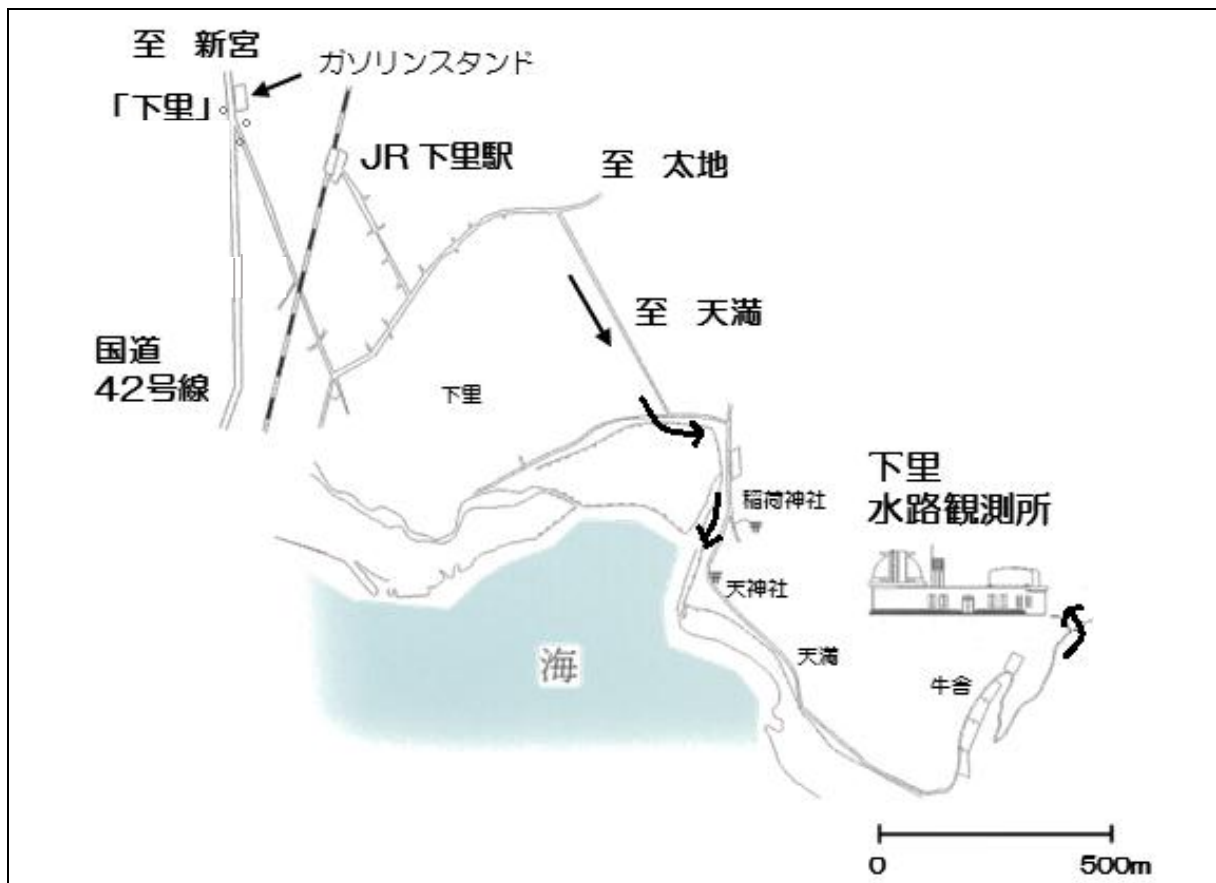 至 新宮
ガソリンスタンド
「下里」
JR 下里駅
至 太地
至 天満
国道
42号線
下里
下里
水路観測所
稲荷神社
天神社
海
天満
牛舎
0 500m